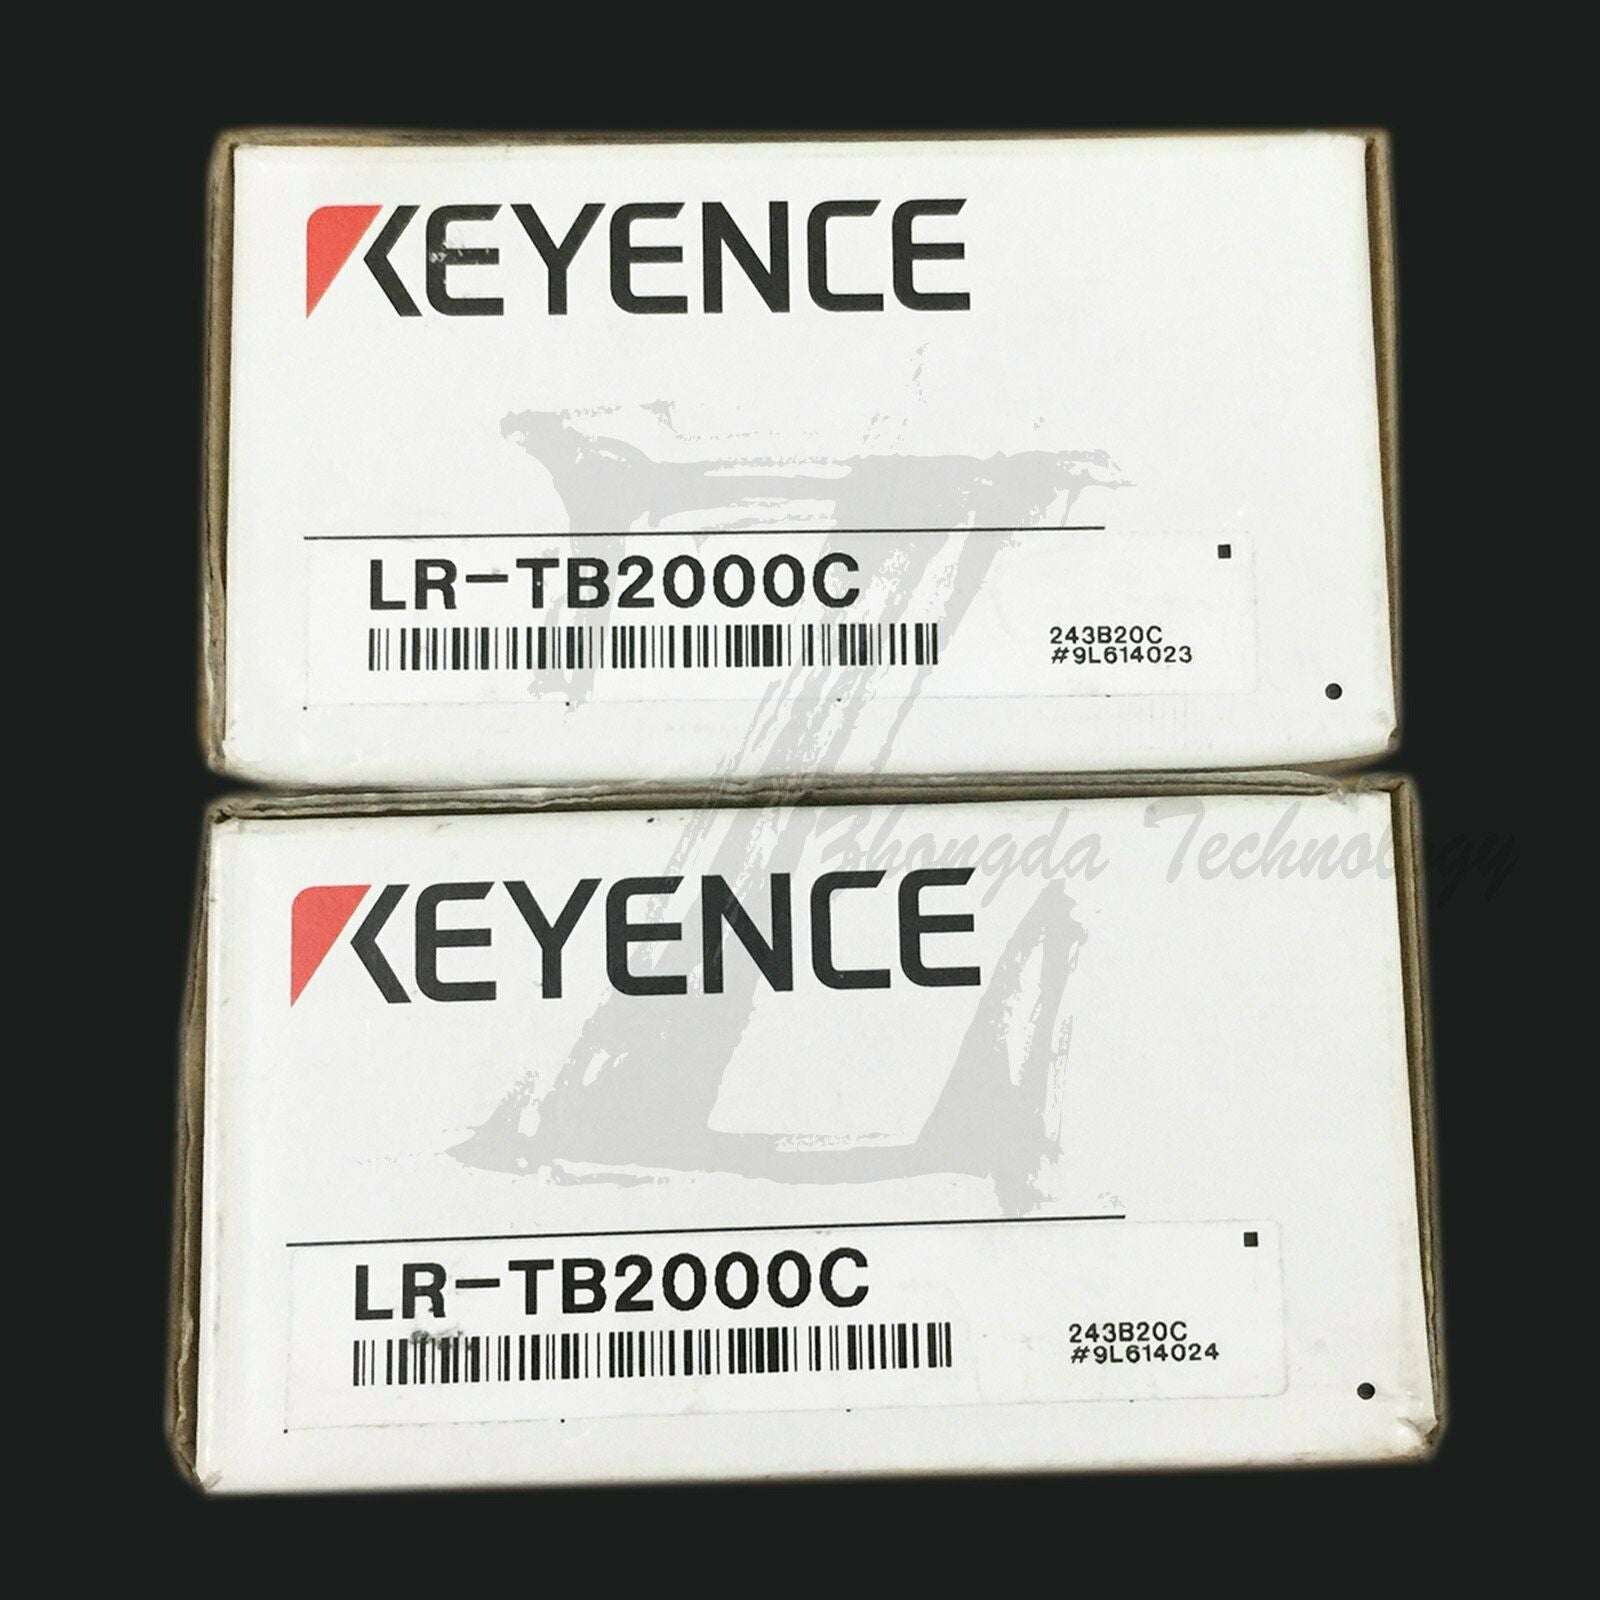 KEYENCE
LR-TB2000C
243B20C
#9L614023
Zhongda Technology
KEYENCE
LR-TB2000C
243B20C
#9L614024